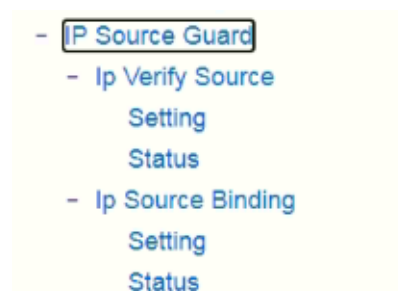 - IP Source Guard
- Ip Verify Source
Setting
Status
- Ip Source Binding
Setting
Status